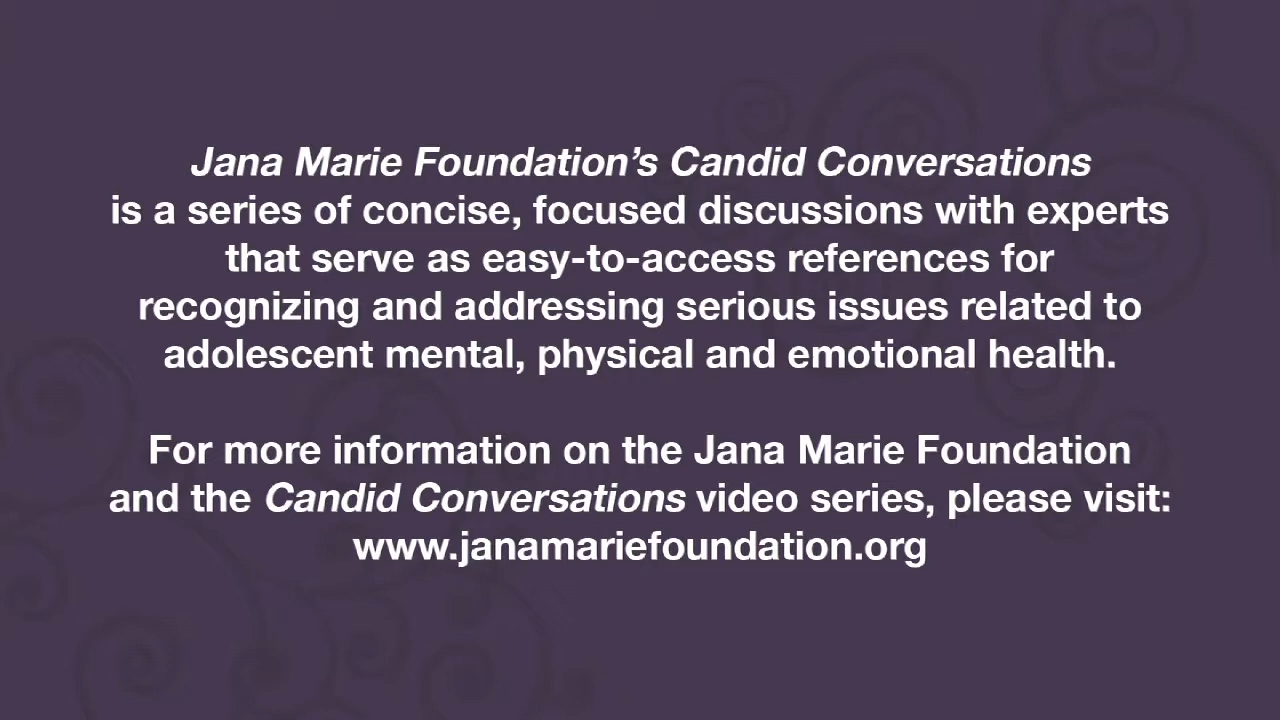 Jana Marie Foundation’s Candid Conversations
is a series of concise, focused discussions with experts
that serve as easy-to-access references for
recognizing and addressing serious issues related to
adolescent mental, physical and emotional health.
For more information on the Jana Marie Foundation
and the Candid Conversations video series, please visit:
www.janamariefoundation.org